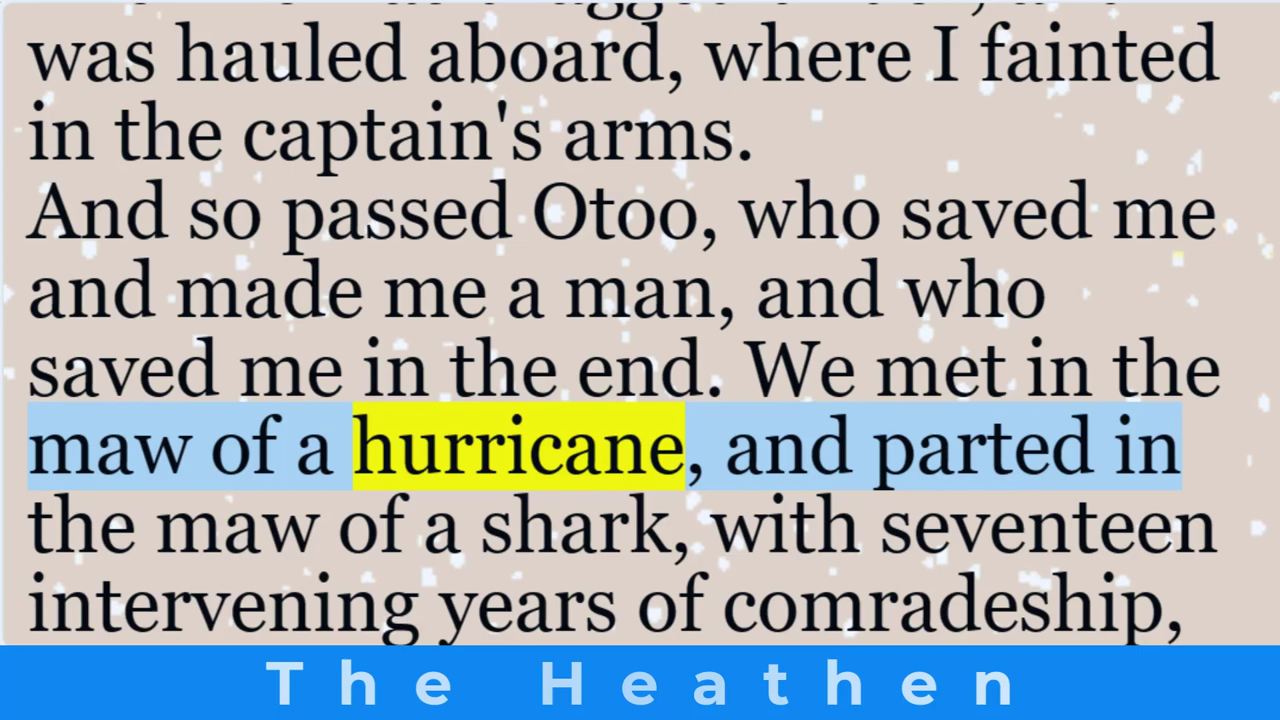 was hauled aboard, where I fainted
in the captain's arms.
And so passed Otoo, who saved me
and made me a man, and who
saved me in the end. We met in the
maw of a hurricane, and parted in
the maw of a shark, with seventeen
intervening years of comradeship,
The Heathen